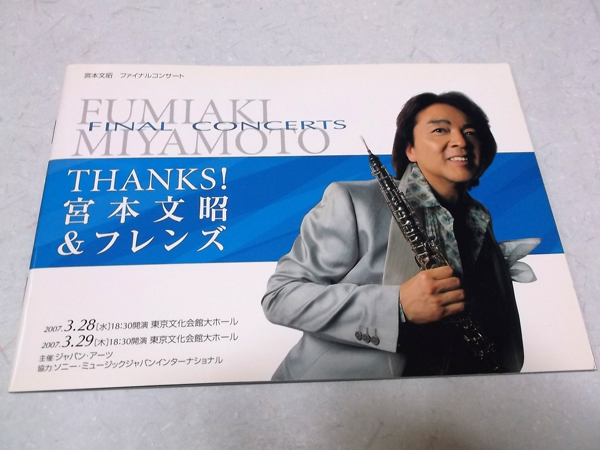 宮本文昭 ファイナルコンサート
FUMIAKI
FINAL CONCERTS
MIYAMOTO
THANKS!
宮本文昭
&フレンズ
2007.3.28[水]18:30開演 東京文化会館大ホール
2007.3.29[木]18:30開演 東京文化会館大ホール
主催 ジャパン・アーツ
協力 ソニー・ミュージックジャパンインターナショナル